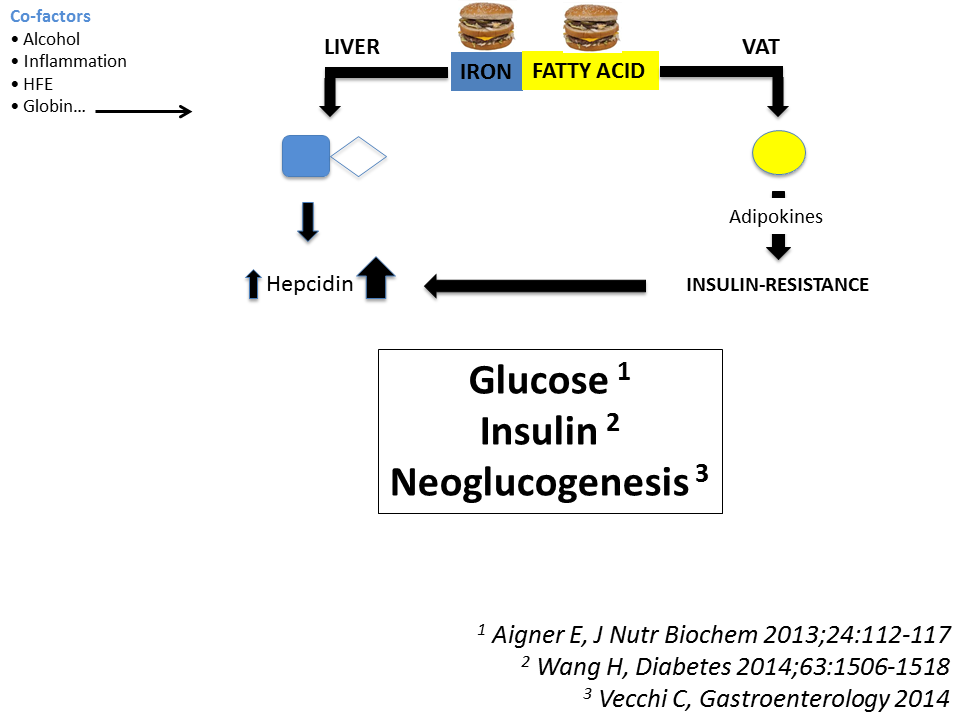 Co-factors
• Alcohol
• Inflammation
• HFE
• Globin...
LIVER
IRON
FATTY ACID
VAT
Adipokines
Hepcidin
INSULIN-RESISTANCE
Glucose 1
Insulin 2
Neoglucogenesis 3
1 Aigner E, J Nutr Biochem 2013;24:112-117
2 Wang H, Diabetes 2014;63:1506-1518
3 Vecchi C, Gastroenterology 2014